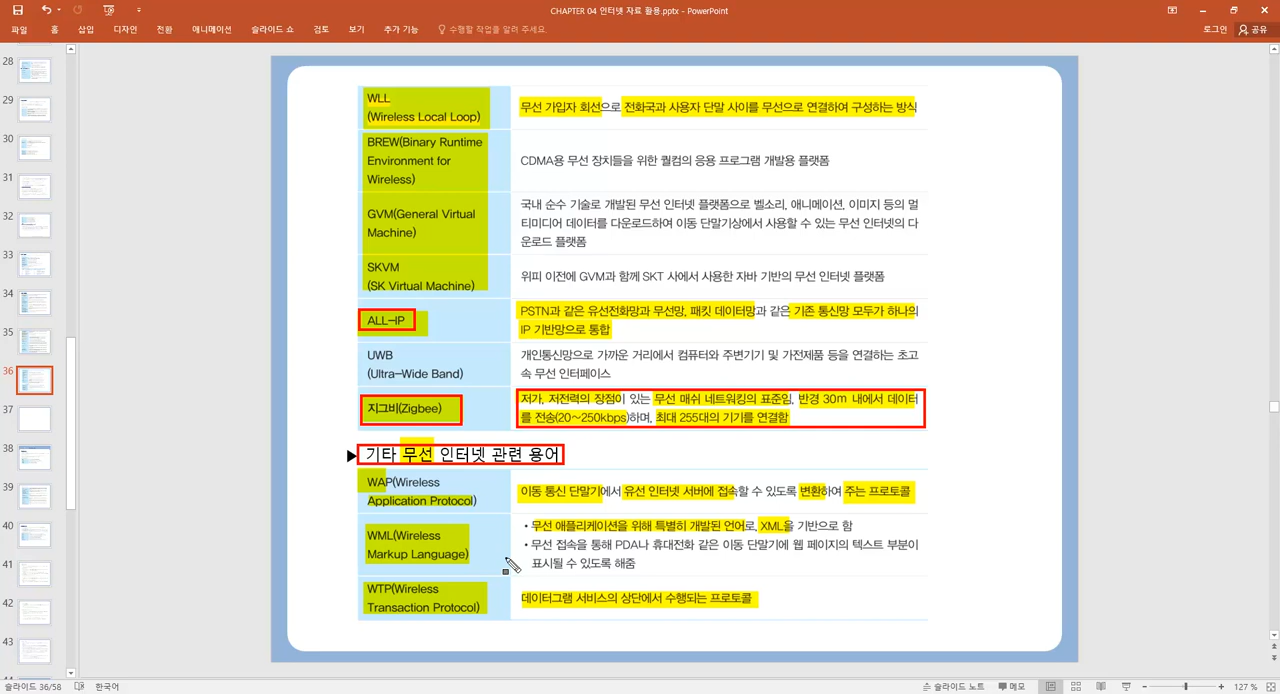 CHAPTER 04 인터넷 자료 활용.pptx - PowerPoint
파일 홈 삽입 디자인 전환 애니메이션 슬라이드 쇼 검토 보기 추가 기능 수행할 작업을 알려 주세요. 로그인 공유
28
29
30
31
32
33
34
35
36
37
38
39
40
41
42
43
WLL
(Wireless Local Loop)
무선 가입자 회선으로 전화국과 사용자 단말 사이를 무선으로 연결하여 구성하는 방식
BREW(Binary Runtime
Environment for
Wireless)
CDMA용 무선 장치들을 위한 퀄컴의 응용 프로그램 개발용 플랫폼
GVM(General Virtual
Machine)
국내 순수 기술로 개발된 무선 인터넷 플랫폼으로 벨소리, 애니메이션, 이미지 등의 멀
티미디어 데이터를 다운로드하여 이동 단말기상에서 사용할 수 있는 무선 인터넷의 다
운로드 플랫폼
SKVM
(SK Virtual Machine)
위피 이전에 GVM과 함께 SKT 사에서 사용한 자바 기반의 무선 인터넷 플랫폼
ALL-IP
PSTN과 같은 유선전화망과 무선망, 패킷 데이터망과 같은 기존 통신망 모두가 하나의
IP 기반망으로 통합
UWB
(Ultra-Wide Band)
개인통신망으로 가까운 거리에서 컴퓨터와 주변기기 및 가전제품 등을 연결하는 초고
속 무선 인터페이스
지그비(Zigbee)
저가, 저전력의 장점이 있는 무선 매쉬 네트워킹의 표준임, 반경 30m 내에서 데이터
를 전송(20~250kbps)하며, 최대 255대의 기기를 연결함
▶기타 무선 인터넷 관련 용어
WAP(Wireless
Application Protocol)
이동 통신 단말기에서 유선 인터넷 서버에 접속할 수 있도록 변환하여 주는 프로토콜
WML(Wireless
Markup Language)
• 무선 애플리케이션을 위해 특별히 개발된 언어로, XML을 기반으로 함
• 무선 접속을 통해 PDA나 휴대전화 같은 이동 단말기에 웹 페이지의 텍스트 부분이
표시될 수 있도록 해줌
WTP(Wireless
Transaction Protocol)
데이터그램 서비스의 상단에서 수행되는 프로토콜
슬라이드 36/58 한국어 슬라이드 노트 메모 127 %